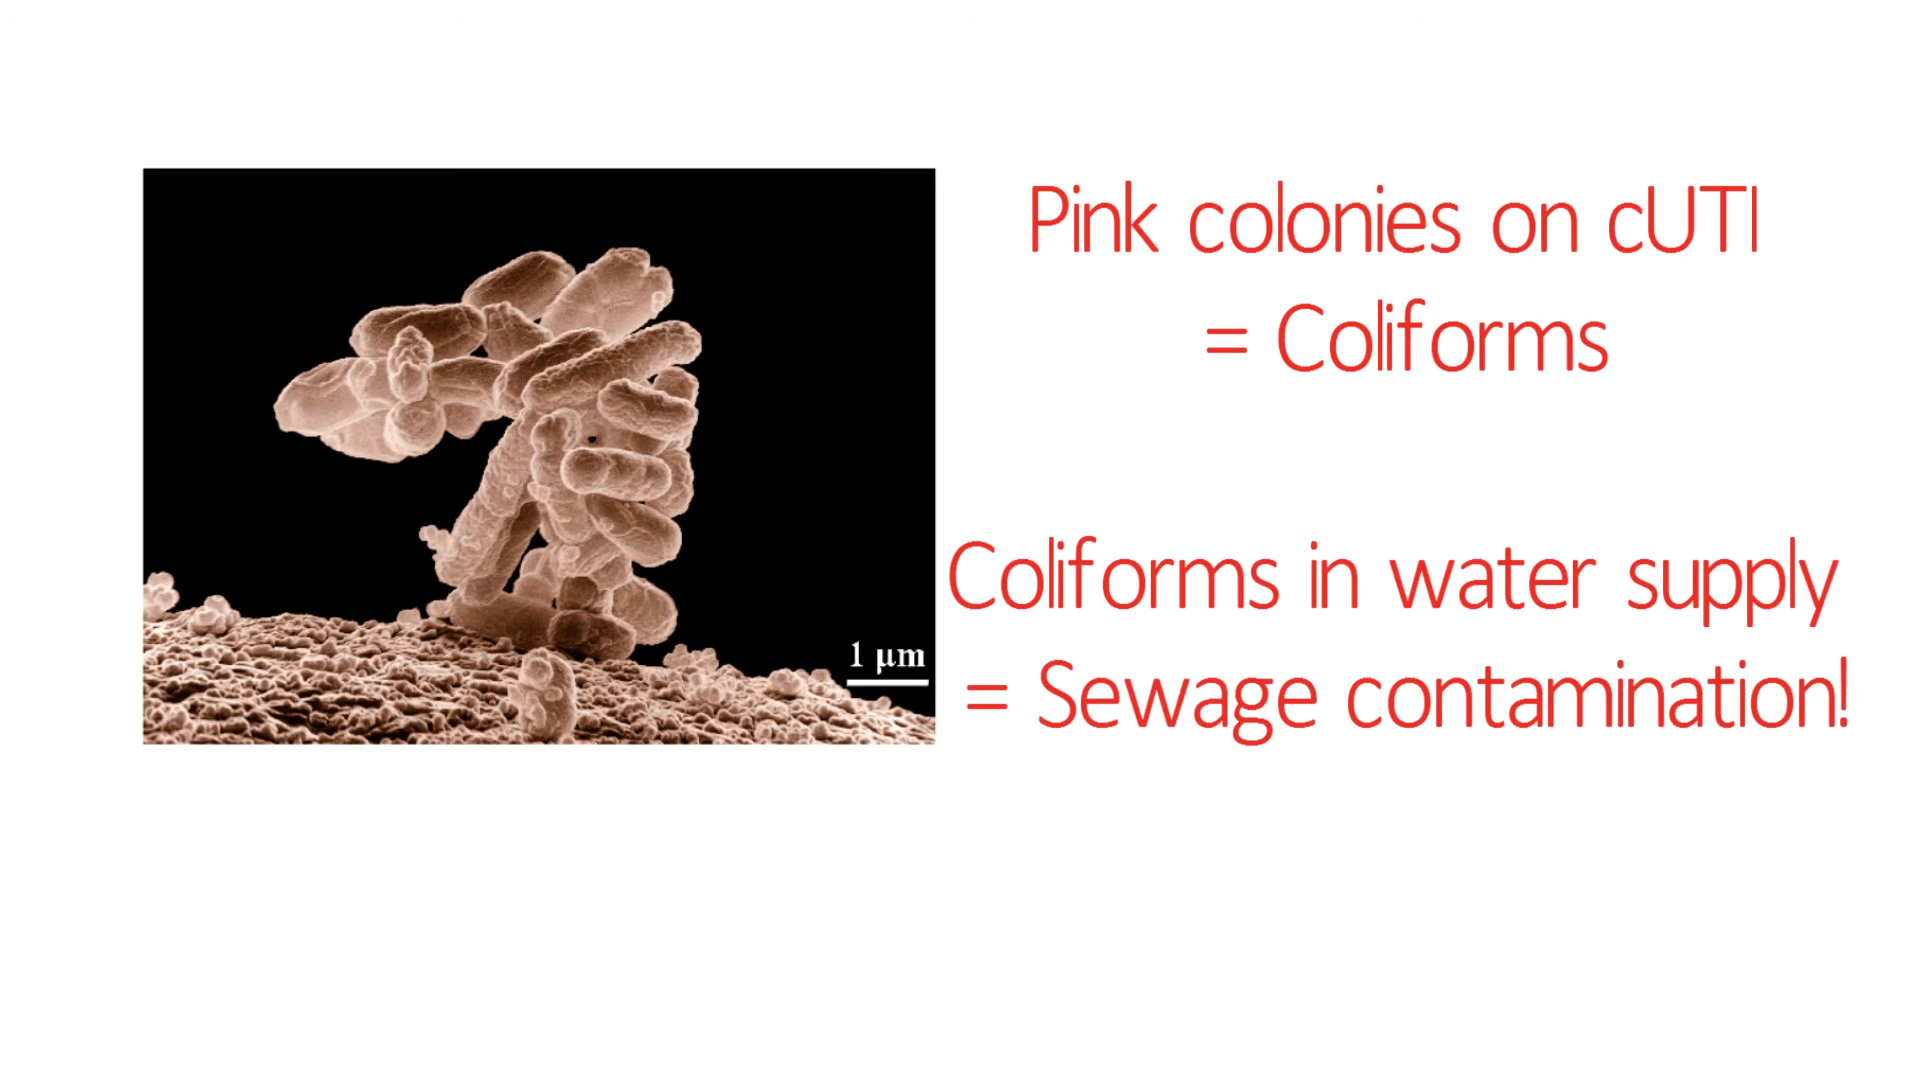 Pink colonies on cUTI
= Coliforms
Coliforms in water supply
= Sewage contamination!
1 µm